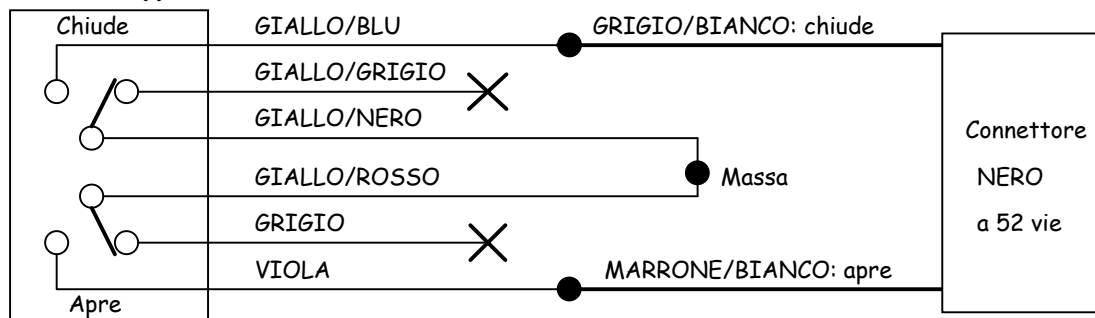 Chiude
GIALLO/BLU
GRIGIO/BIANCO: chiude
GIALLO/GRIGIO
GIALLO/NERO
Connettore
NERO
a 52 vie
GIALLO/ROSSO
Massa
GRIGIO
VIOLA
MARRONE/BIANCO: apre
Apre